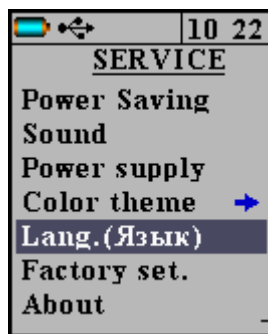 10 22
SERVICE
Power Saving
Sound
Power supply
Color theme
Lang.(Язык)
Factory set.
About